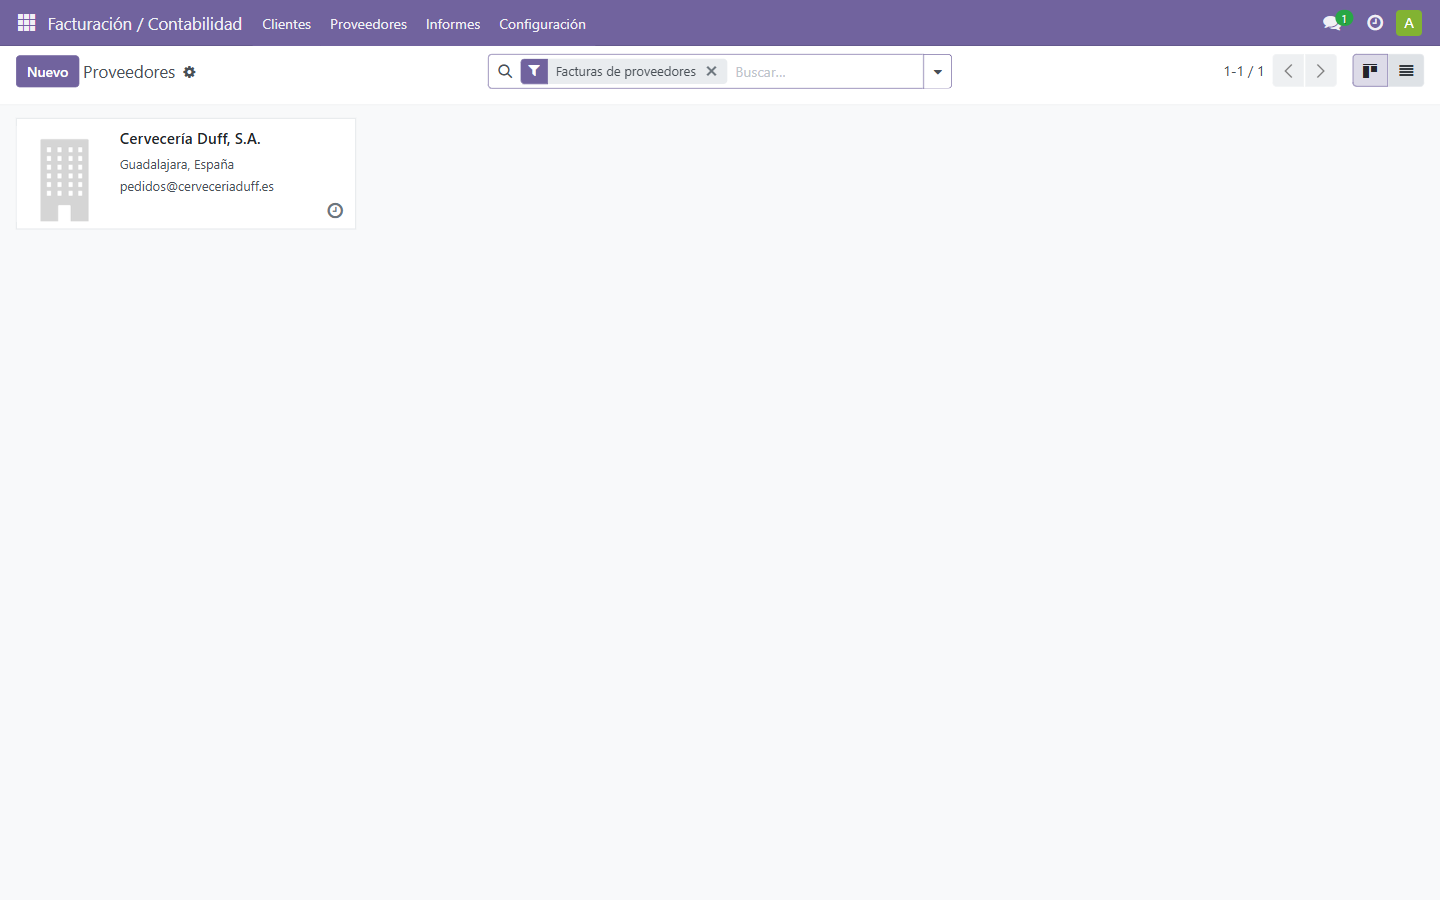 Facturación / Contabilidad Clientes Proveedores Informes Configuración 1 A
Nuevo Proveedores Facturas de proveedores Buscar... 1-1 / 1
Cervecería Duff, S.A.
Guadalajara, España
pedidos@cerveceriaduff.es